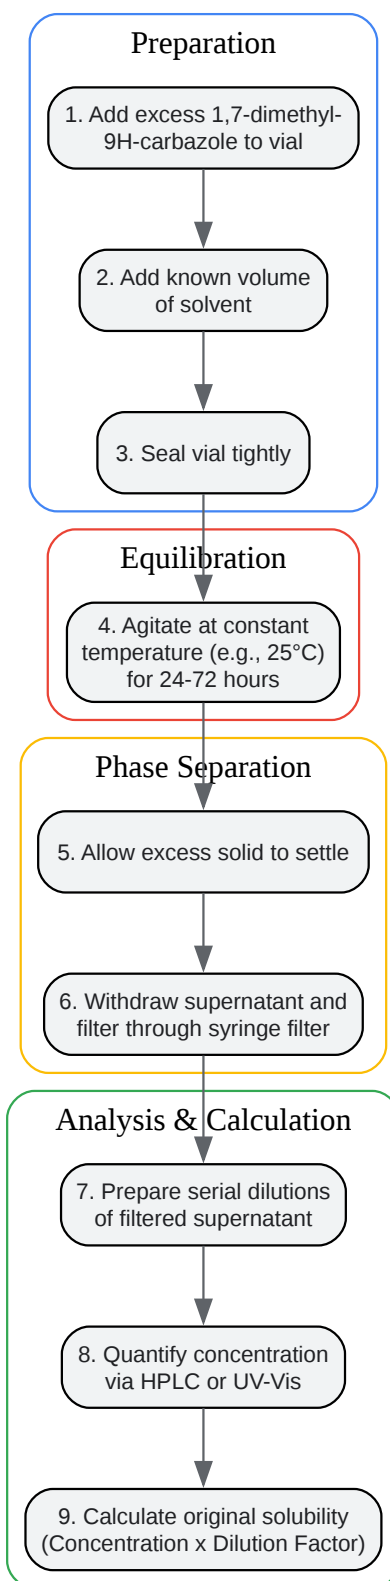 Preparation
1. Add excess 1,7-dimethyl-
9H-carbazole to vial
2. Add known volume
of solvent
3. Seal vial tightly
Equilibration
4. Agitate at constant
temperature (e.g., 25°C)
for 24-72 hours
Phase Separation
5. Allow excess solid to settle
6. Withdraw supernatant and
filter through syringe filter
Analysis & Calculation
7. Prepare serial dilutions
of filtered supernatant
8. Quantify concentration
via HPLC or UV-Vis
9. Calculate original solubility
(Concentration x Dilution Factor)